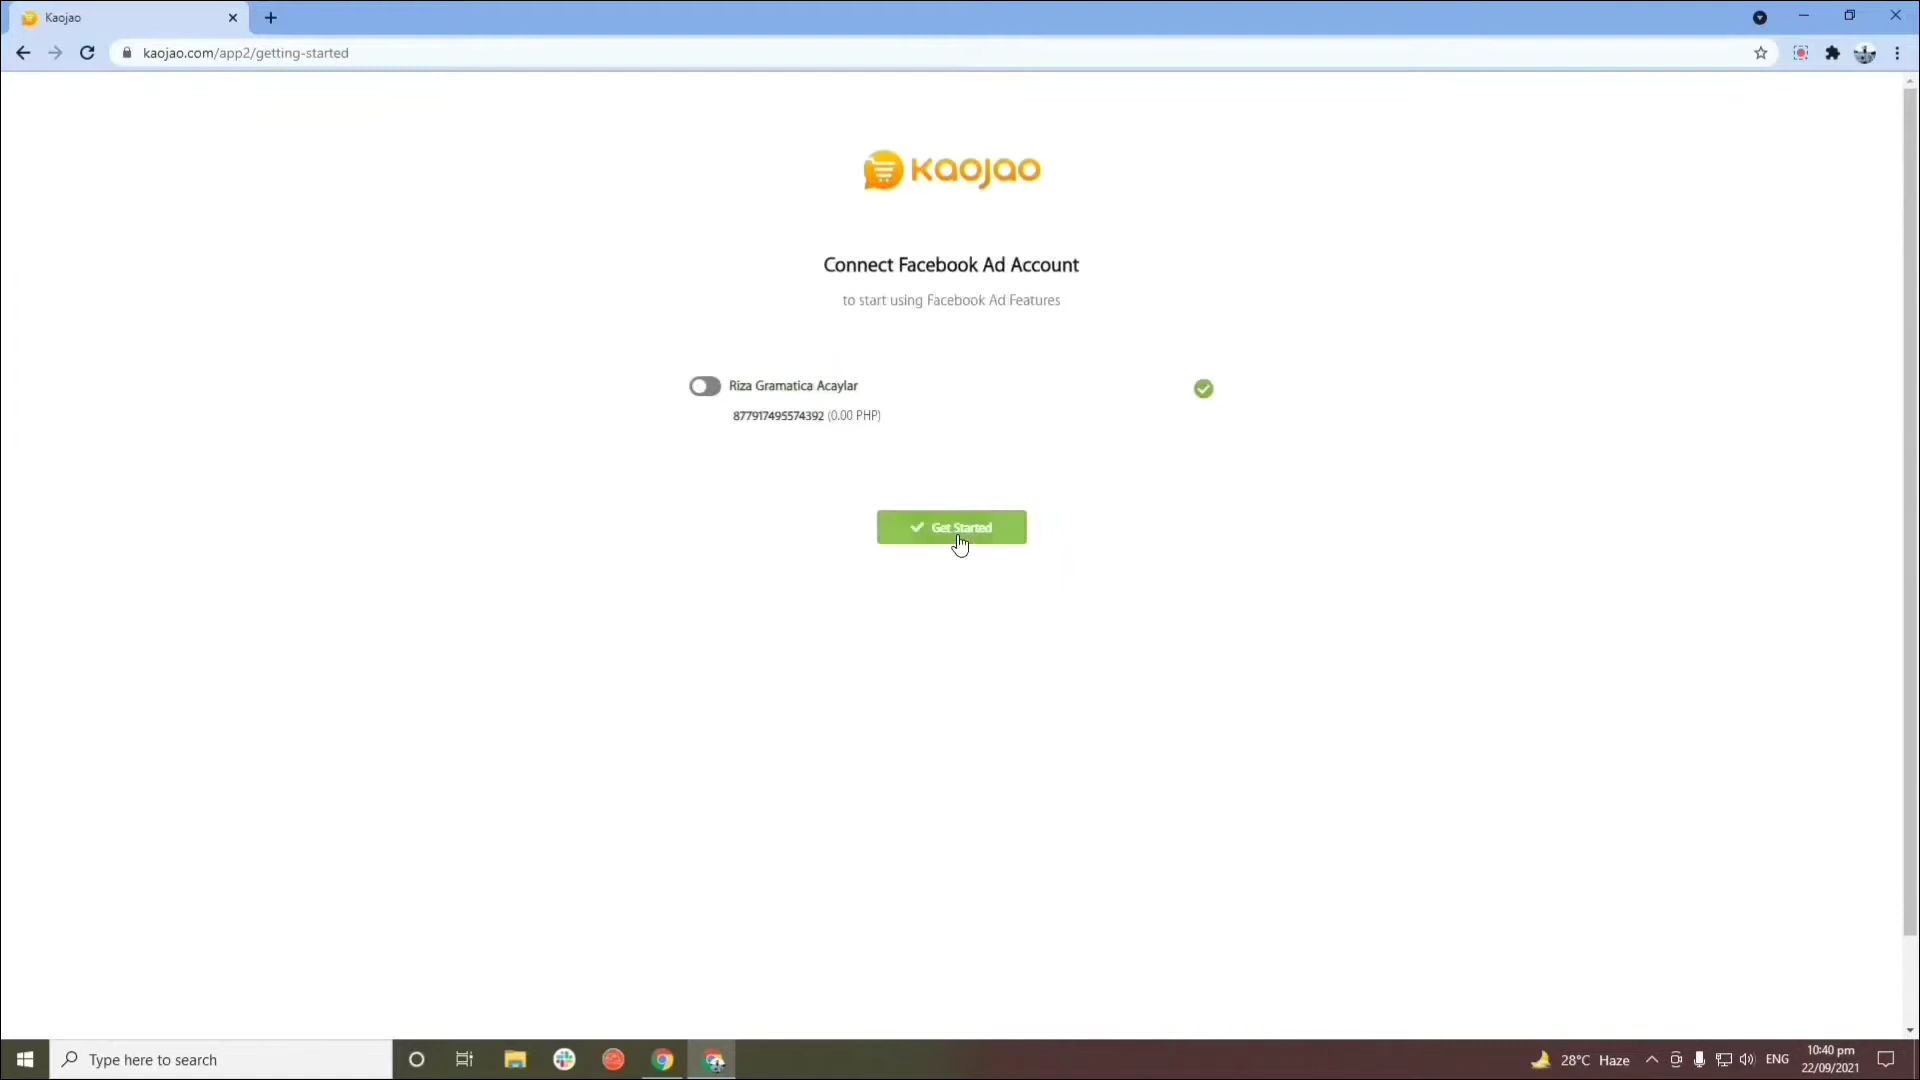 Kaojao
kaojao.com/app2/getting-started
KAOJAO
Connect Facebook Ad Account
to start using Facebook Ad Features
Riza Gramatica Acaylar
877917495574392 (0.00 PHP)
Get Started
Type here to search
28°C Haze
ENG
10:40 pm
22/09/2021